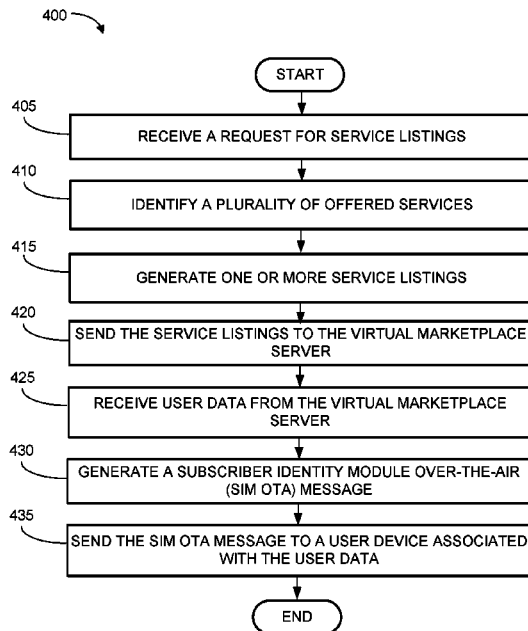 400
START
405
RECEIVE A REQUEST FOR SERVICE LISTINGS
410
IDENTIFY A PLURALITY OF OFFERED SERVICES
415
GENERATE ONE OR MORE SERVICE LISTINGS
420
SEND THE SERVICE LISTINGS TO THE VIRTUAL MARKETPLACE
SERVER
425
RECEIVE USER DATA FROM THE VIRTUAL MARKETPLACE
SERVER
430
GENERATE A SUBSCRIBER IDENTITY MODULE OVER-THE-AIR
(SIM OTA) MESSAGE
435
SEND THE SIM OTA MESSAGE TO A USER DEVICE ASSOCIATED
WITH THE USER DATA
END